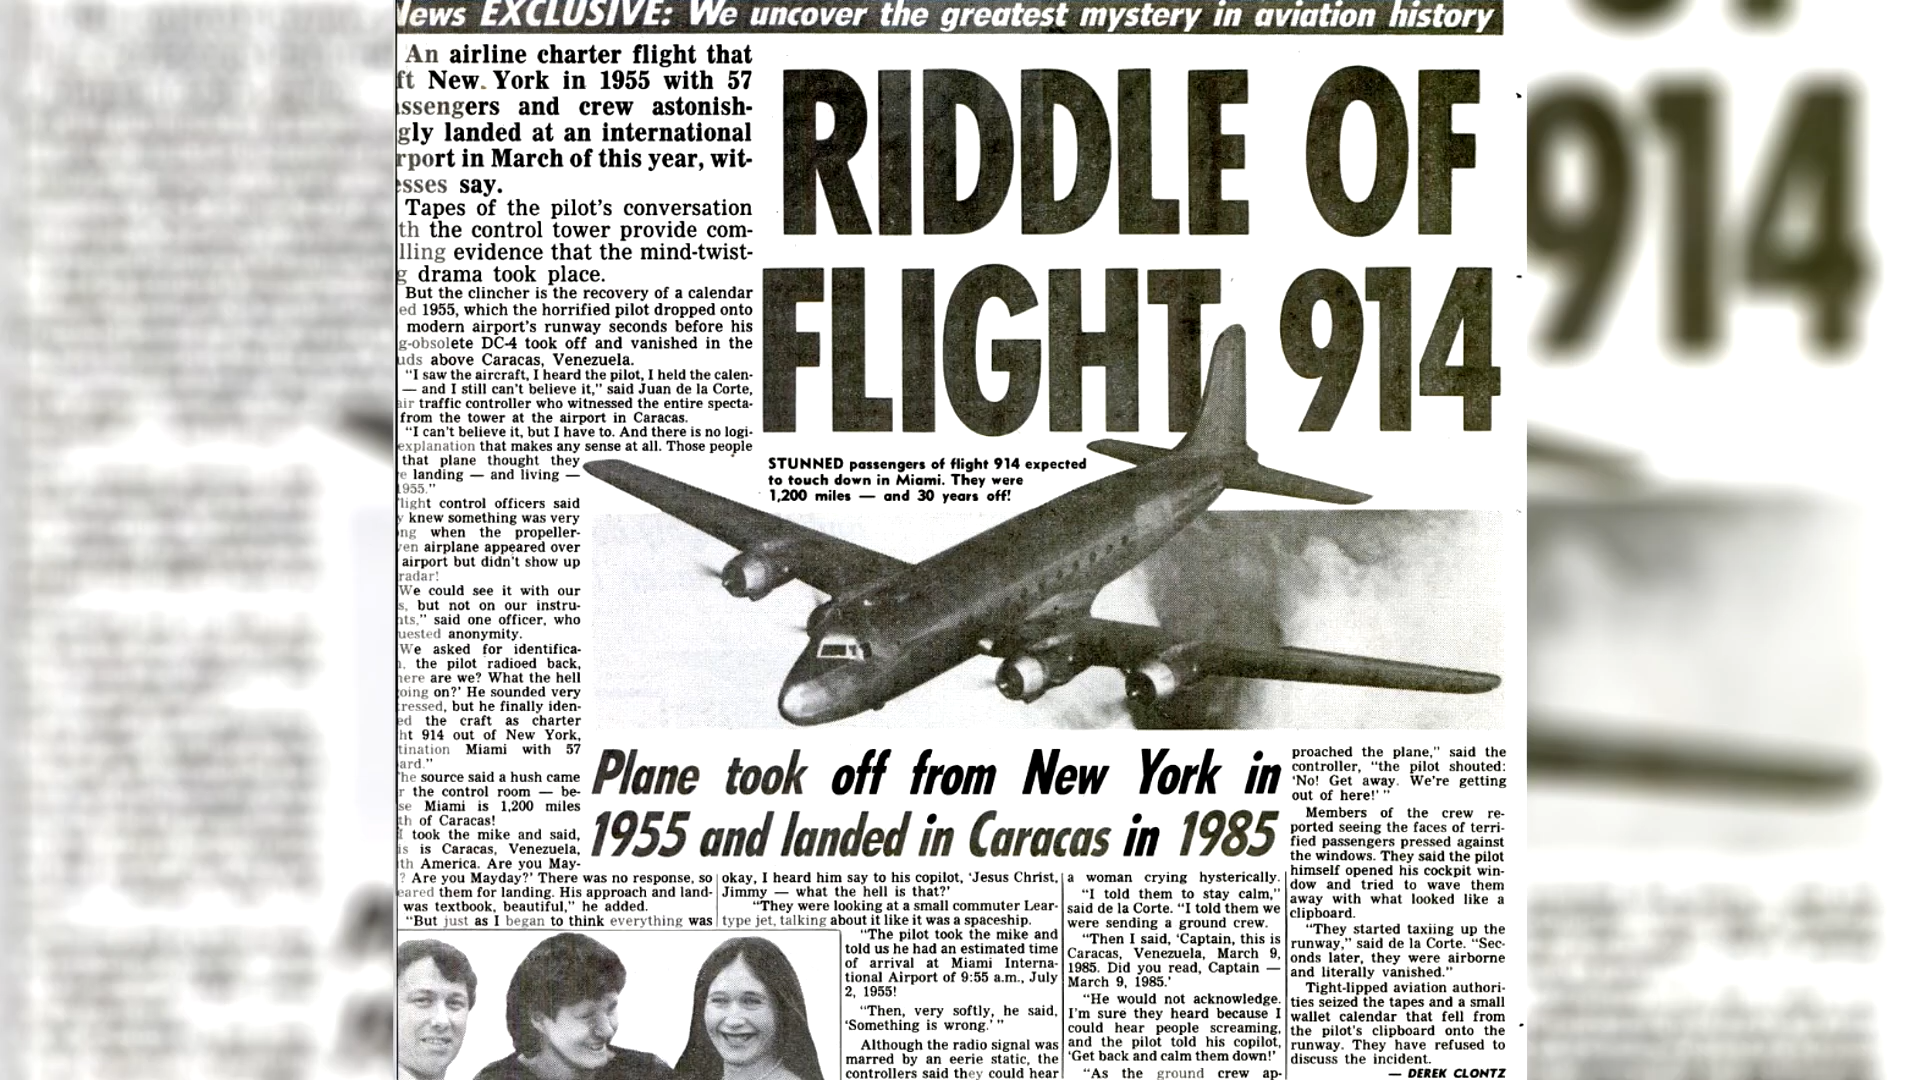 News EXCLUSIVE: We uncover the greatest mystery in aviation history
RIDDLE OF
FLIGHT 914
An airline charter flight that
ft New York in 1955 with 57
ssengers and crew astonish-
gly landed at an international
rport in March of this year, wit-
esses say.
Tapes of the pilot's conversation
th the control tower provide com-
lling evidence that the mind-twist-
g drama took place.
But the clincher is the recovery of a calendar
ed 1955, which the horrified pilot dropped onto
modern airport's runway seconds before his
g-obsolete DC-4 took off and vanished in the
uds above Caracas, Venezuela.
"I saw the aircraft, I heard the pilot, I held the calen-
— and I still can't believe it," said Juan de la Corte,
air traffic controller who witnessed the entire specta-
from the tower at the airport in Caracas.
"I can't believe it, but I have to. And there is no logi-
explanation that makes any sense at all. Those people
that plane thought they
e landing — and living —
1955."
light control officers said
y knew something was very
ng when the propeller-
ven airplane appeared over
airport but didn't show up
radar!
We could see it with our
s, but not on our instru-
nts," said one officer, who
uested anonymity.
We asked for identifica-
n, the pilot radioed back,
here are we? What the hell
oing on?' He sounded very
ressed, but he finally iden-
ed the craft as charter
ht 914 out of New York,
tination Miami with 57
ard."
he source said a hush came
r the control room — be-
se Miami is 1,200 miles
th of Caracas!
I took the mike and said,
is is Caracas, Venezuela,
th America. Are you May-
? Are you Mayday?' There was no response, so
eared them for landing. His approach and land-
was textbook, beautiful," he added.
"But just as I began to think everything was
STUNNED passengers of flight 914 expected
to touch down in Miami. They were
1,200 miles — and 30 years off!
Plane took off from New York in
1955 and landed in Caracas in 1985
okay, I heard him say to his copilot, 'Jesus Christ,
Jimmy — what the hell is that?'
"They were looking at a small commuter Lear-
type jet, talking about it like it was a spaceship.
"The pilot took the mike and
told us he had an estimated time
of arrival at Miami Interna-
tional Airport of 9:55 a.m., July
2, 1955!
"Then, very softly, he said,
'Something is wrong.' "
Although the radio signal was
marred by an eerie static, the
controllers said they could hear
a woman crying hysterically.
"I told them to stay calm,"
said de la Corte. "I told them we
were sending a ground crew.
"Then I said, 'Captain, this is
Caracas, Venezuela, March 9,
1985. Did you read, Captain —
March 9, 1985.'
"He would not acknowledge.
I'm sure they heard because I
could hear people screaming,
and the pilot told his copilot,
'Get back and calm them down!'
"As the ground crew ap-
proached the plane," said the
controller, "the pilot shouted:
'No! Get away. We're getting
out of here!' "
Members of the crew re-
ported seeing the faces of terri-
fied passengers pressed against
the windows. They said the pilot
himself opened his cockpit win-
dow and tried to wave them
away with what looked like a
clipboard.
"They started taxiing up the
runway," said de la Corte. "Sec-
onds later, they were airborne
and literally vanished."
Tight-lipped aviation authori-
ties seized the tapes and a small
wallet calendar that fell from
the pilot's clipboard onto the
runway. They have refused to
discuss the incident.
— DEREK CLONTZ
914